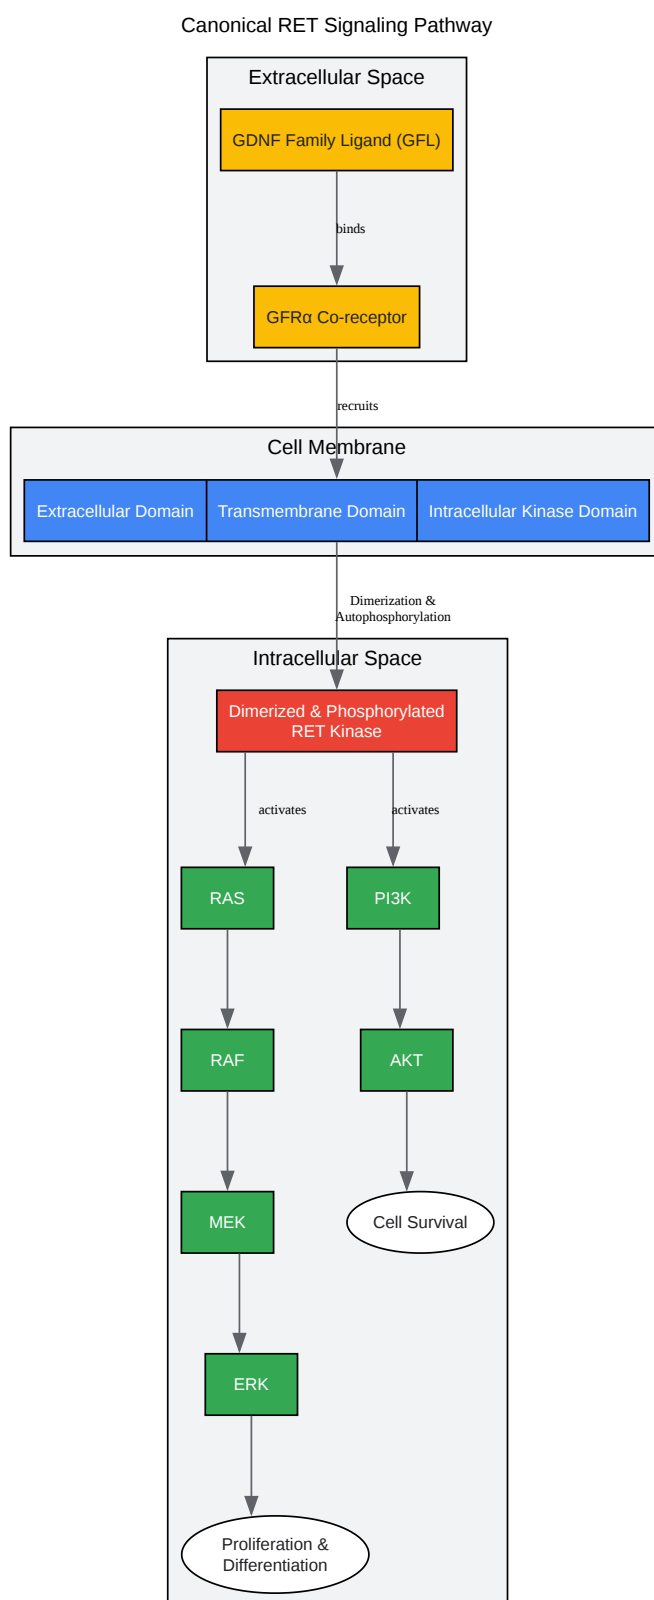 Canonical RET Signaling Pathway
Extracellular Space
GDNF Family Ligand (GFL)
binds
GFRα Co-receptor
recruits
Cell Membrane
Extracellular Domain
Transmembrane Domain
Intracellular Kinase Domain
Dimerization &
Autophosphorylation
Intracellular Space
Dimerized & Phosphorylated
RET Kinase
activates
activates
RAS
PI3K
RAF
AKT
MEK
Cell Survival
ERK
Proliferation &
Differentiation